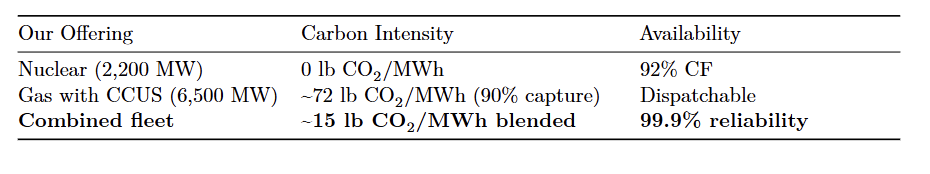 Our Offering Carbon Intensity Availability
Nuclear (2,200 MW) 0 lb CO₂/MWh 92% CF
Gas with CCUS (6,500 MW) ~72 lb CO₂/MWh (90% capture) Dispatchable
Combined fleet ~15 lb CO₂/MWh blended 99.9% reliability